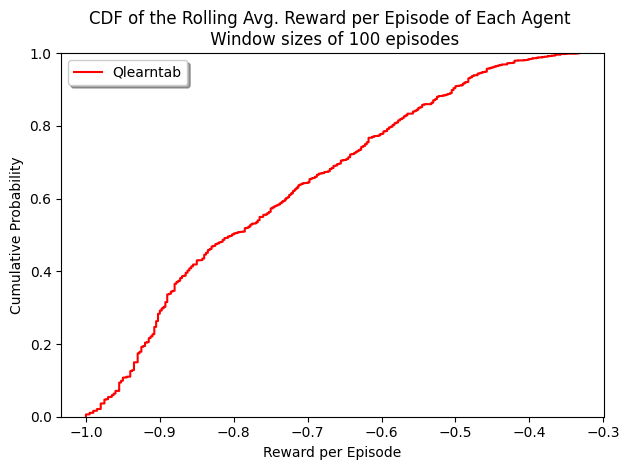 CDF of the Rolling Avg. Reward per Episode of Each Agent
Window sizes of 100 episodes
Qlearntab
1.0
0.8
0.6
0.4
0.2
0.0
Cumulative Probability
−1.0 −0.9 −0.8 −0.7 −0.6 −0.5 −0.4 −0.3
Reward per Episode